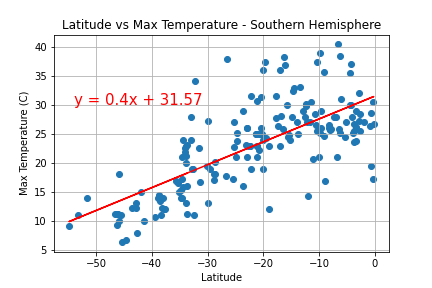 Latitude vs Max Temperature - Southern Hemisphere
40
35
30
25
20
15
10
5
Max Temperature (C)
y = 0.4x + 31.57
−50 −40 −30 −20 −10 0
Latitude